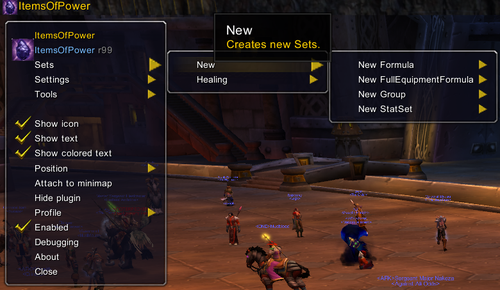 ItemsOfPower
ItemsOfPower
ItemsOfPower r99
Sets
Settings
Tools
Show icon
Show text
Show colored text
Position
Attach to minimap
Hide plugin
Profile
Enabled
Debugging
About
Close
New
Creates new Sets.
New
Healing
New Formula
New FullEquipmentFormula
New Group
New StatSet